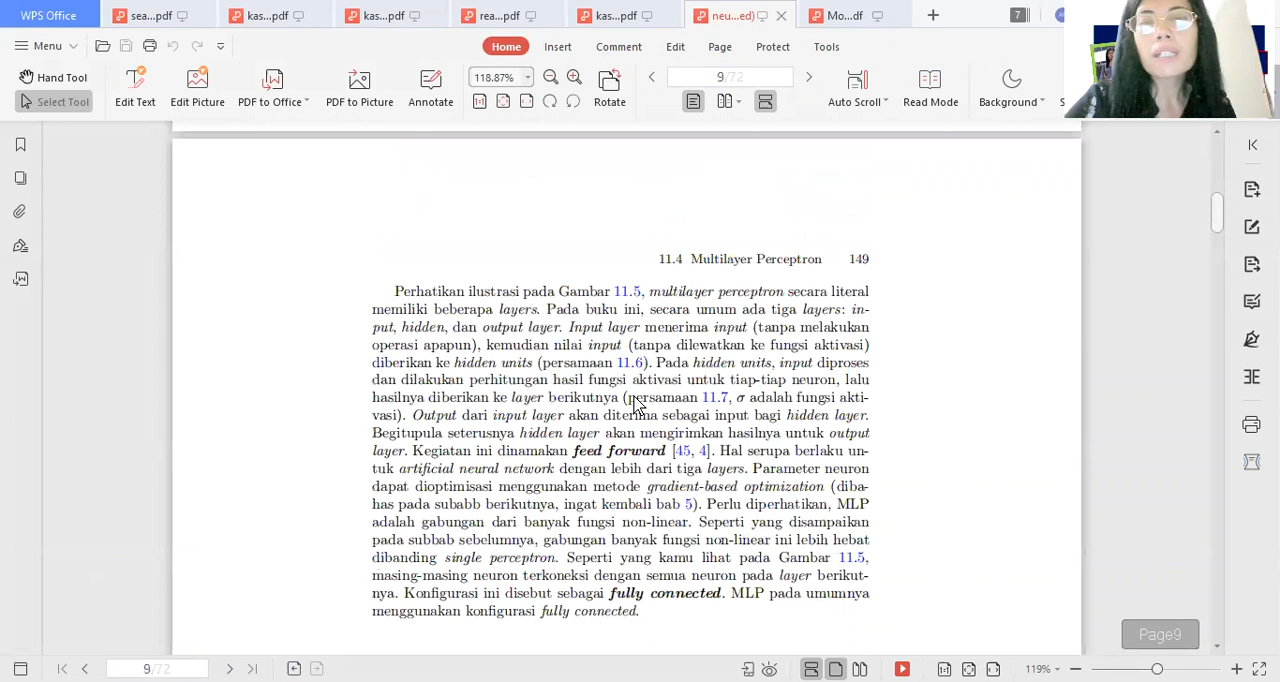 WPS Office sea....pdf kas....pdf kas....pdf rea....pdf kas....pdf neu...ed) Mo...df 7
Menu Home Insert Comment Edit Page Protect Tools
Hand Tool 118.87% 9/72
Select Tool Edit Text Edit Picture PDF to Office PDF to Picture Annotate Rotate Auto Scroll Read Mode Background
11.4 Multilayer Perceptron 149
Perhatikan ilustrasi pada Gambar 11.5, multilayer perceptron secara literal
memiliki beberapa layers. Pada buku ini, secara umum ada tiga layers: in-
put, hidden, dan output layer. Input layer menerima input (tanpa melakukan
operasi apapun), kemudian nilai input (tanpa dilewatkan ke fungsi aktivasi)
diberikan ke hidden units (persamaan 11.6). Pada hidden units, input diproses
dan dilakukan perhitungan hasil fungsi aktivasi untuk tiap-tiap neuron, lalu
hasilnya diberikan ke layer berikutnya (persamaan 11.7, σ adalah fungsi akti-
vasi). Output dari input layer akan diterima sebagai input bagi hidden layer.
Begitupula seterusnya hidden layer akan mengirimkan hasilnya untuk output
layer. Kegiatan ini dinamakan feed forward [45, 4]. Hal serupa berlaku un-
tuk artificial neural network dengan lebih dari tiga layers. Parameter neuron
dapat dioptimisasi menggunakan metode gradient-based optimization (diba-
has pada subabb berikutnya, ingat kembali bab 5). Perlu diperhatikan, MLP
adalah gabungan dari banyak fungsi non-linear. Seperti yang disampaikan
pada subbab sebelumnya, gabungan banyak fungsi non-linear ini lebih hebat
dibanding single perceptron. Seperti yang kamu lihat pada Gambar 11.5,
masing-masing neuron terkoneksi dengan semua neuron pada layer berikut-
nya. Konfigurasi ini disebut sebagai fully connected. MLP pada umumnya
menggunakan konfigurasi fully connected.
Page9
9/72 119%